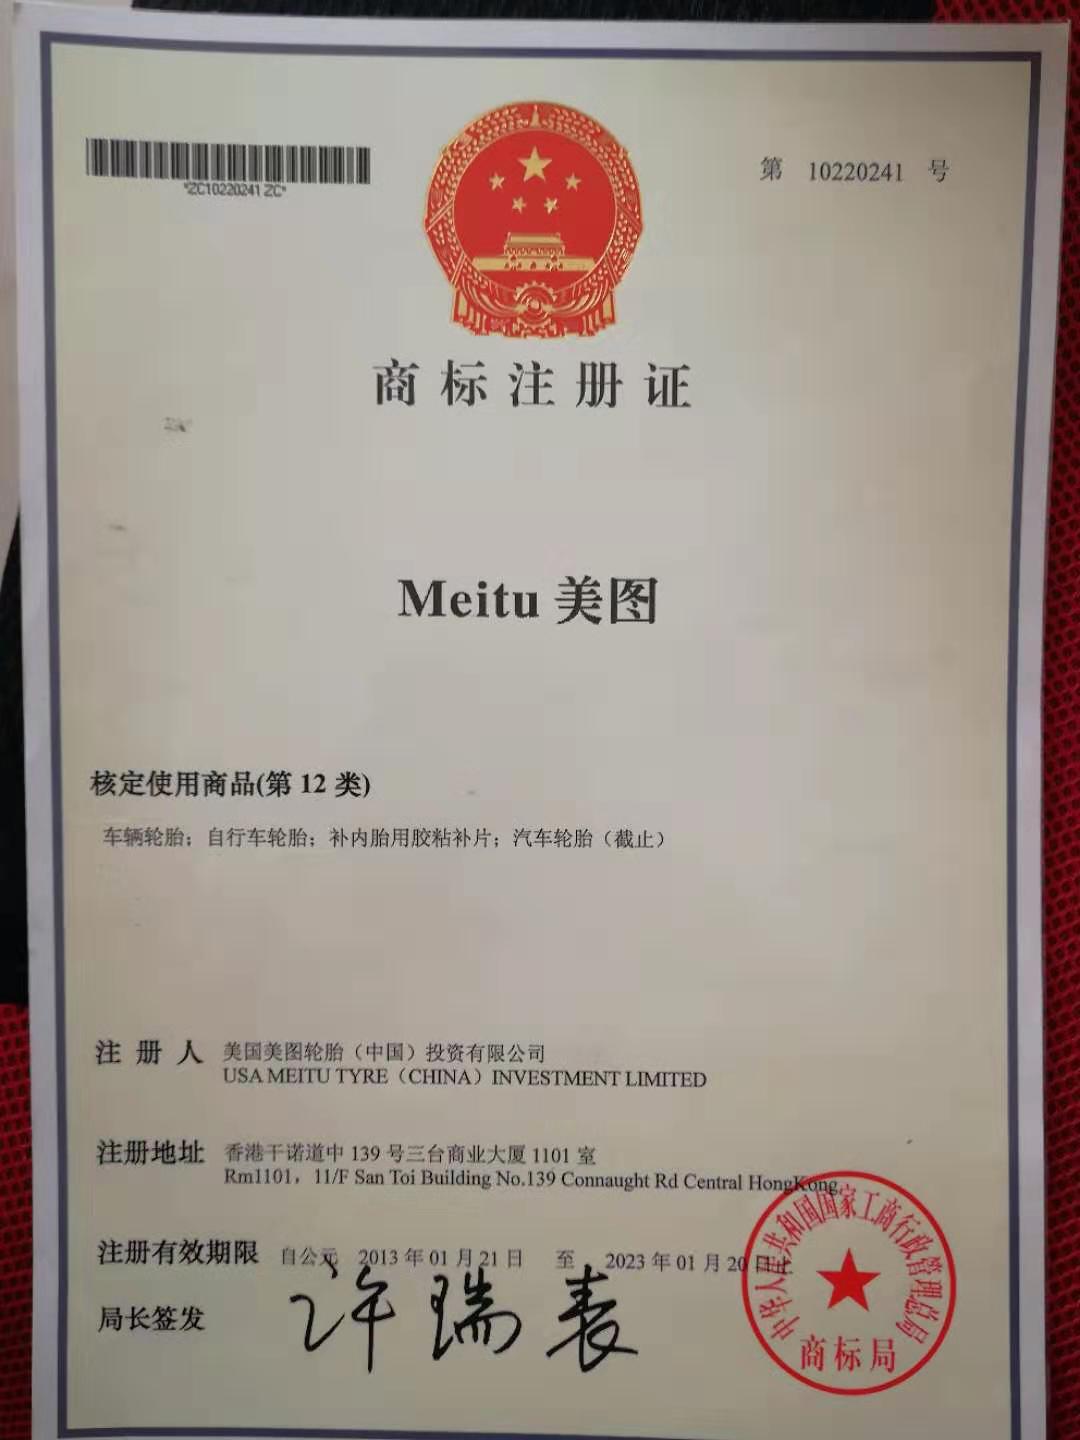 *ZC10220241 ZC*
第 10220241 号
商标注册证
Meitu 美图
核定使用商品(第 12 类)
车辆轮胎；自行车轮胎；补内胎用胶粘补片；汽车轮胎（截止）
注 册 人 美国美图轮胎（中国）投资有限公司
USA MEITU TYRE（CHINA）INVESTMENT LIMITED
注册地址 香港干诺道中 139 号三台商业大厦 1101 室
Rm1101，11/F San Toi Building No.139 Connaught Rd Central HongKong
注册有效期限 自公元 2013 年 01 月 21 日 至 2023 年 01 月 20 日止
局长签发 许瑞表
中华人民共和国国家工商行政管理总局
商标局